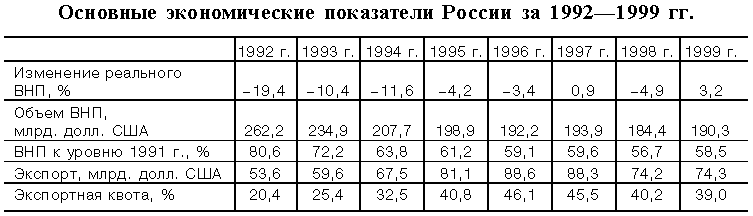 Основные экономические показатели России за 1992—1999 гг.
1992 г. 1993 г. 1994 г. 1995 г. 1996 г. 1997 г. 1998 г. 1999 г.
Изменение реального
ВНП, % −19,4 −10,4 −11,6 −4,2 −3,4 0,9 −4,9 3,2
Объем ВНП,
млрд. долл. США 262,2 234,9 207,7 198,9 192,2 193,9 184,4 190,3
ВНП к уровню 1991 г., % 80,6 72,2 63,8 61,2 59,1 59,6 56,7 58,5
Экспорт, млрд. долл. США 53,6 59,6 67,5 81,1 88,6 88,3 74,2 74,3
Экспортная квота, % 20,4 25,4 32,5 40,8 46,1 45,5 40,2 39,0